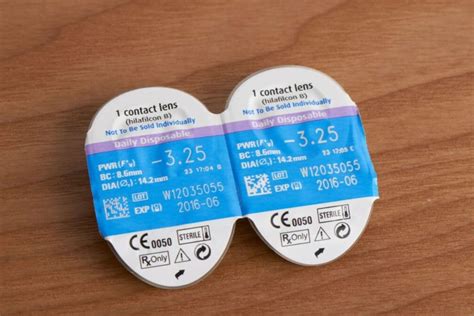 1 contact lens
(hilafilcon B)
Not To Be Sold Individually
Daily Disposable
PWR(F'v): -3.25
BC: 8.6mm
DIA(Øт): 14.2mm
LOT W12035055
EXP 2016-06
CE 0050 STERILE
Rx Only
1 contact lens
(hilafilcon B)
Not To Be Sold Individually
Daily Disposable
PWR -3.25
BC: 8.6mm
DIA 14.2mm
LOT W12035055
EXP 2016-06
CE 0050 STERILE
Rx Only